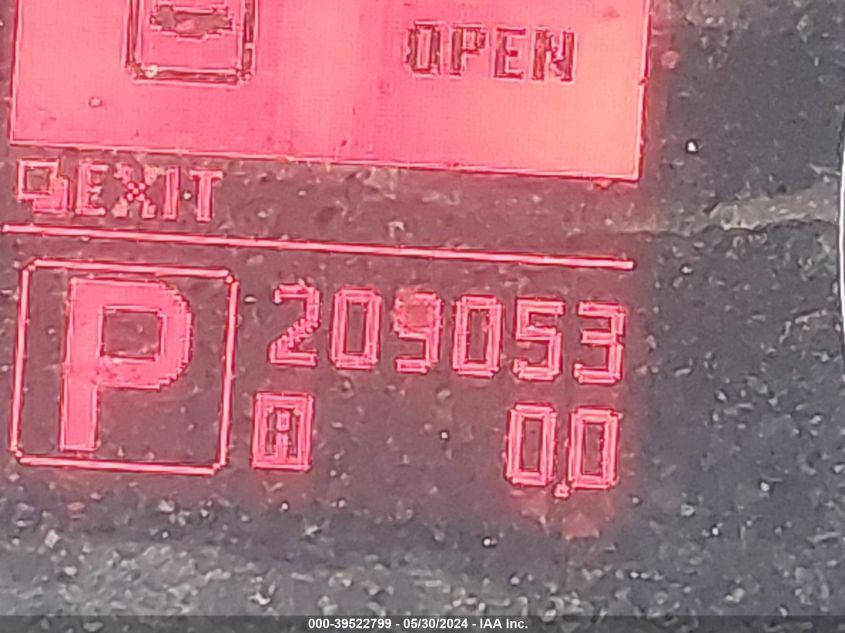 OPEN
EXIT
P
209053
A 0.0
000-39522799 - 05/30/2024 - IAA Inc.